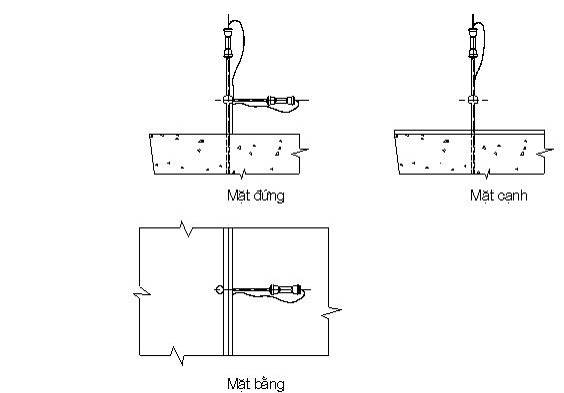 Mặt đứng
Mặt cạnh
Mặt bằng